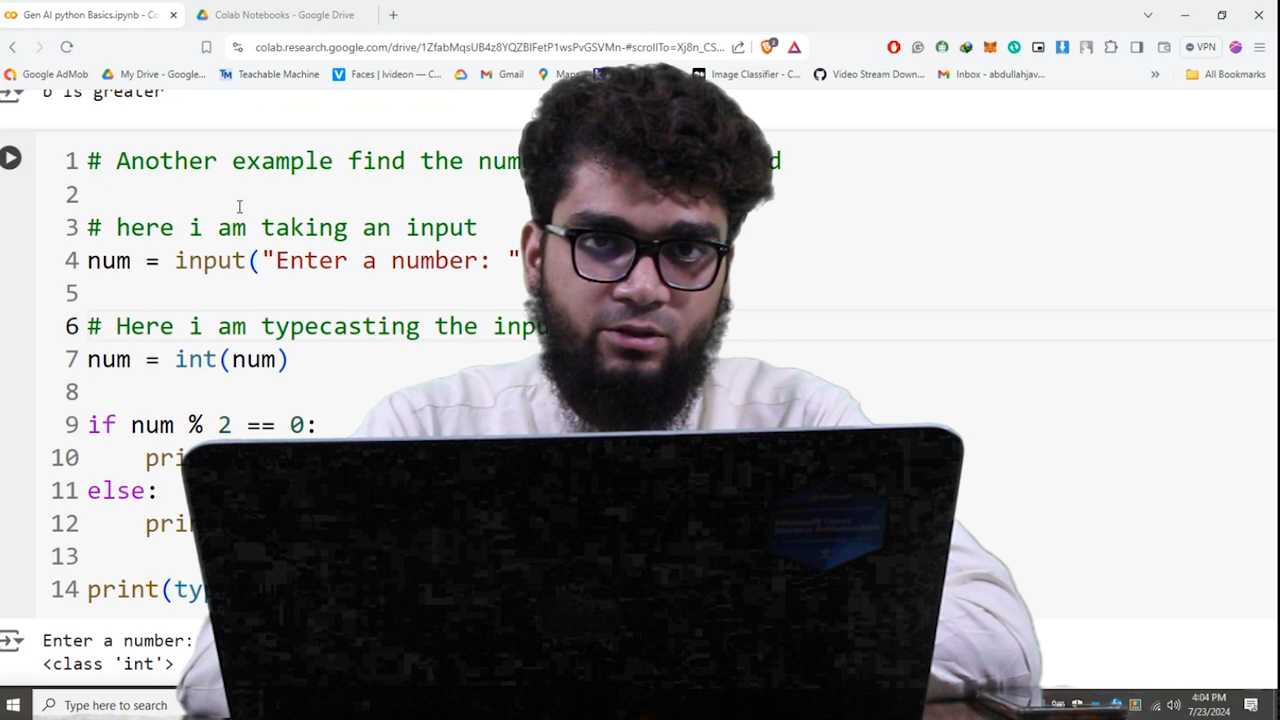 Gen AI python Basics.ipynb - Co
Colab Notebooks - Google Drive
colab.research.google.com/drive/1ZfabMqsUB4z8YQZBIFetP1wsPvGSVMn-#scrollTo=Xj8n_CS...
VPN
Google AdMob
My Drive - Google...
Teachable Machine
Faces | Ivideon — C...
Gmail
Maps
Image Classifier - C...
Video Stream Down...
Inbox - abdullahjav...
All Bookmarks
b is greater
1 # Another example find the num d
2
3 # here i am taking an input
4 num = input("Enter a number: "
5
6 # Here i am typecasting the inpu
7 num = int(num)
8
9 if num % 2 == 0:
10 pri
11 else:
12 prin
13
14 print(typ
Enter a number:
<class 'int'>
Type here to search
4:04 PM
7/23/2024